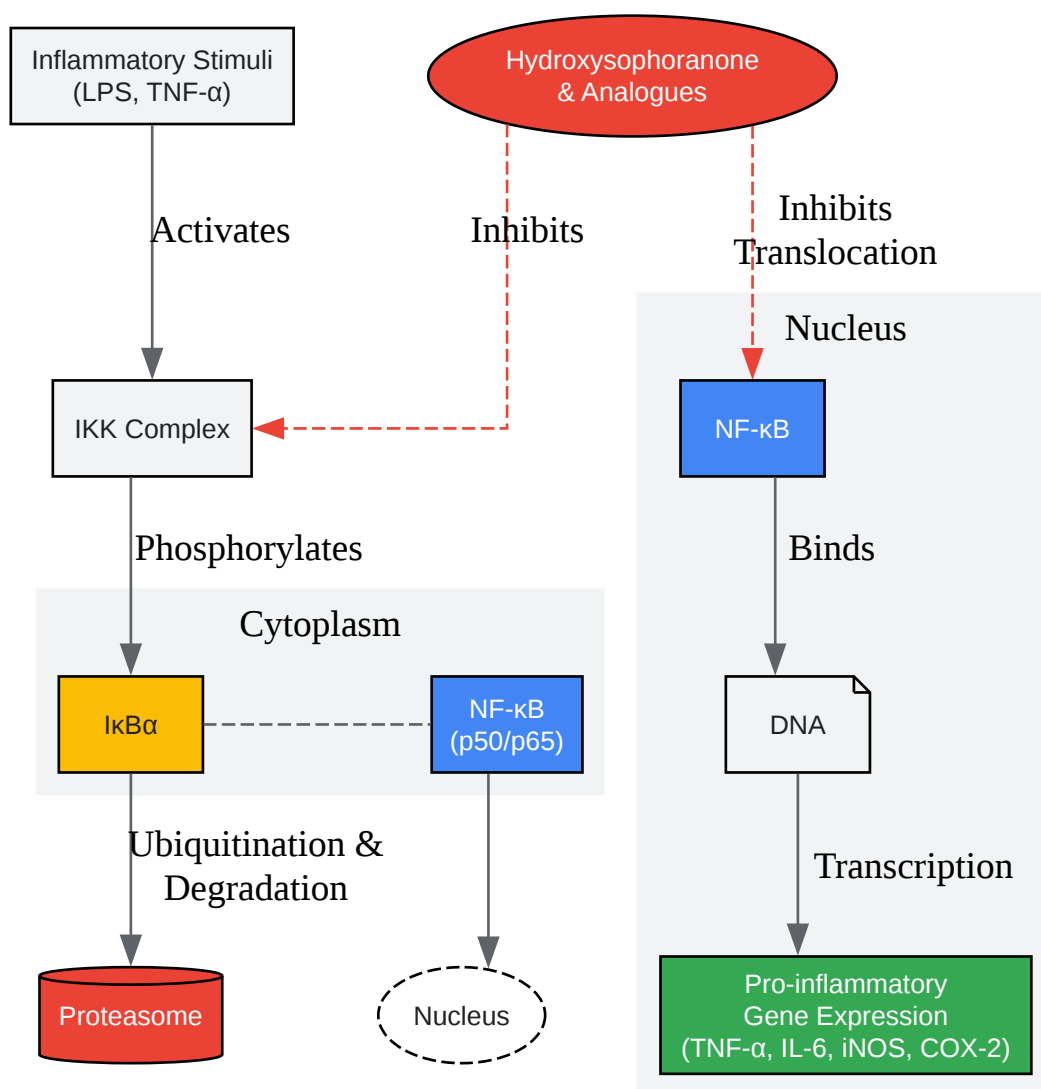 Inflammatory Stimuli
(LPS, TNF-α)
Hydroxysophoranone
& Analogues
Activates
Inhibits
Inhibits
Translocation
Nucleus
IKK Complex
NF-κB
Phosphorylates
Binds
Cytoplasm
IκBα
NF-κB
(p50/p65)
DNA
Ubiquitination &
Degradation
Transcription
Proteasome
Nucleus
Pro-inflammatory
Gene Expression
(TNF-α, IL-6, iNOS, COX-2)